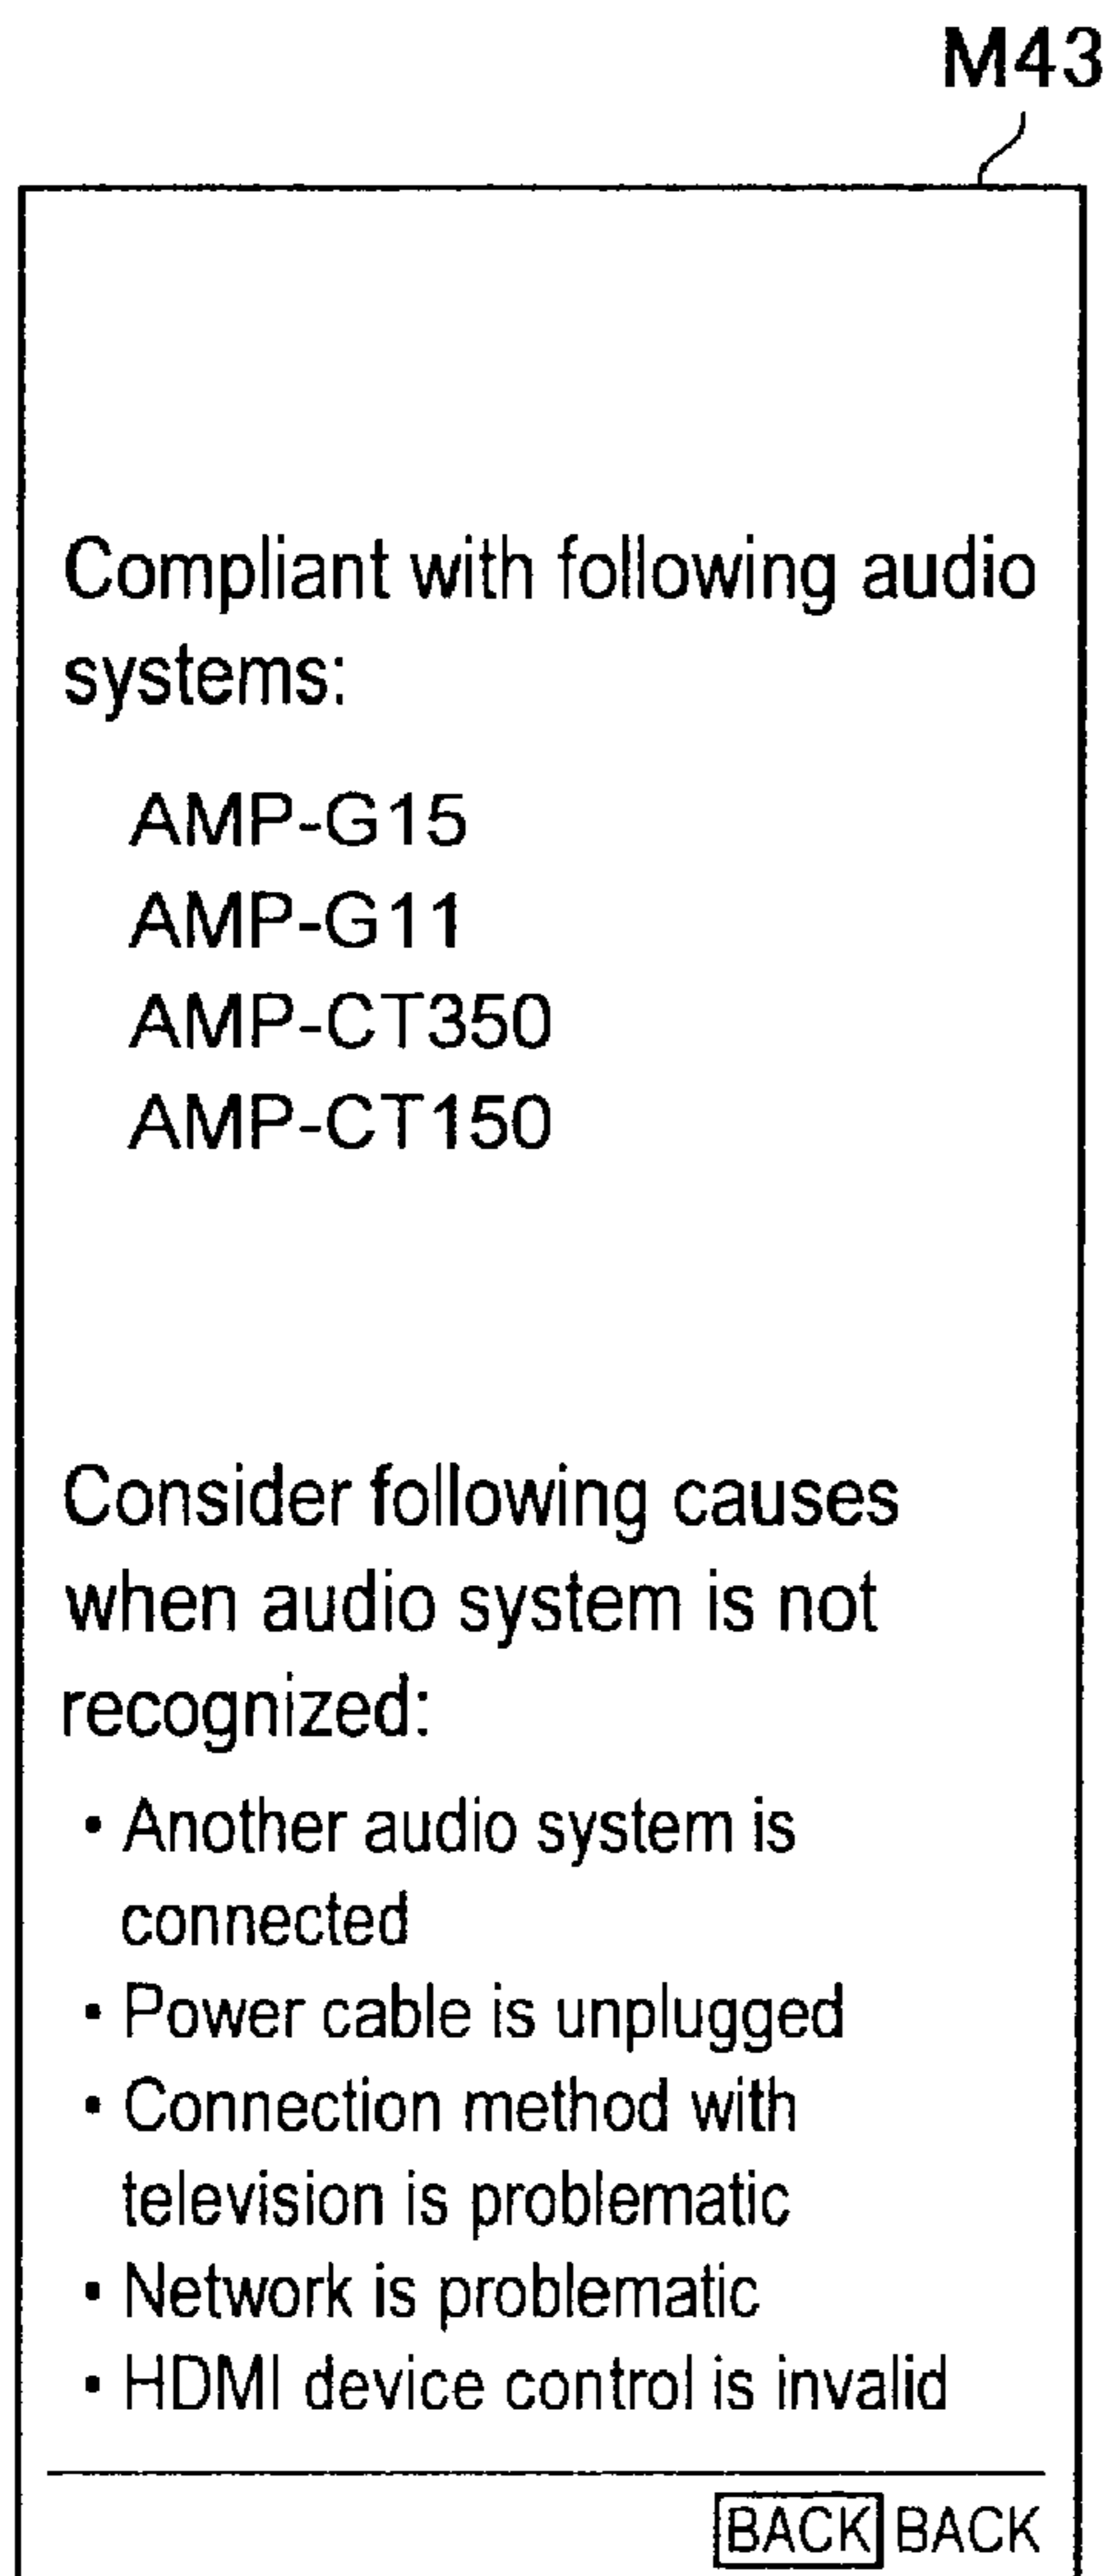 M43
Compliant with following audio
systems:
AMP-G15
AMP-G11
AMP-CT350
AMP-CT150
Consider following causes
when audio system is not
recognized:
・Another audio system is
connected
・Power cable is unplugged
・Connection method with
television is problematic
・Network is problematic
・HDMI device control is invalid
BACK BACK